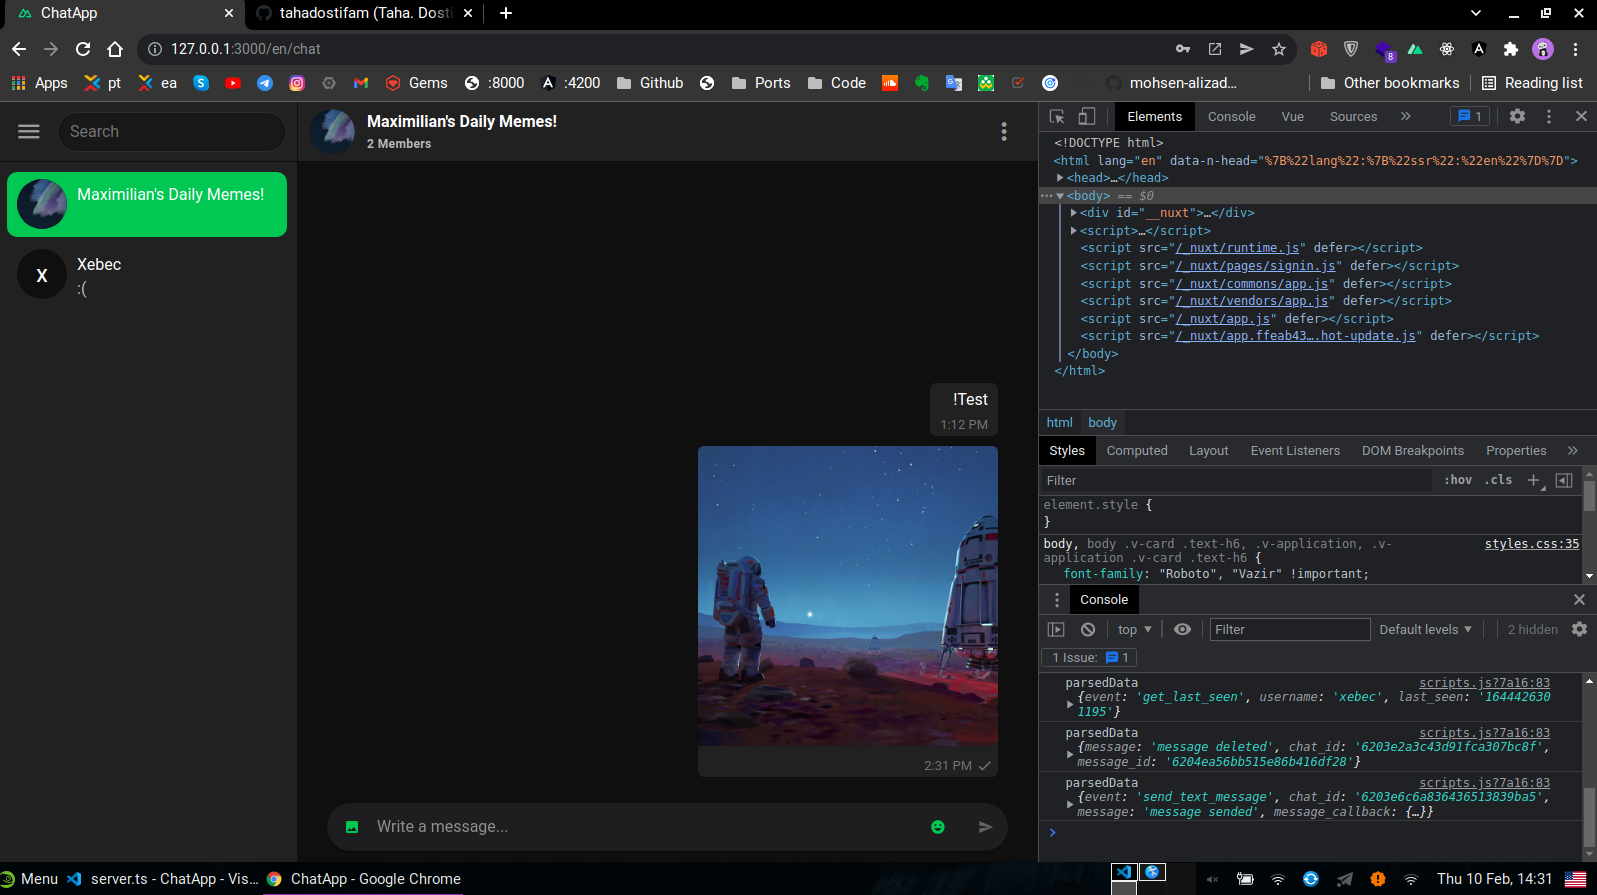 ChatApp
tahadostifam (Taha. Dosti
127.0.0.1:3000/en/chat
8
Apps
pt
ea
Gems
:8000
:4200
Github
Ports
Code
mohsen-alizad...
Other bookmarks
Reading list
Search
Maximilian's Daily Memes!
2 Members
Maximilian's Daily Memes!
X
Xebec
:(
!Test
1:12 PM
2:31 PM
Write a message...
Elements
Console
Vue
Sources
1
<!DOCTYPE html>
<html lang="en" data-n-head="%7B%22lang%22:%7B%22ssr%22:%22en%22%7D%7D">
<head>…</head>
<body> == $0
<div id="__nuxt">…</div>
<script>…</script>
<script src="/_nuxt/runtime.js" defer></script>
<script src="/_nuxt/pages/signin.js" defer></script>
<script src="/_nuxt/commons/app.js" defer></script>
<script src="/_nuxt/vendors/app.js" defer></script>
<script src="/_nuxt/app.js" defer></script>
<script src="/_nuxt/app.ffeab43….hot-update.js" defer></script>
</body>
</html>
html
body
Styles
Computed
Layout
Event Listeners
DOM Breakpoints
Properties
Filter
:hov
.cls
element.style {
}
body, body .v-card .text-h6, .v-application, .v-
application .v-card .text-h6 {
styles.css:35
font-family: "Roboto", "Vazir" !important;
Console
top
Filter
Default levels
2 hidden
1 Issue:
1
parsedData
scripts.js?7a16:83
{event: 'get_last_seen', username: 'xebec', last_seen: '164442630
1195'}
parsedData
scripts.js?7a16:83
{message: 'message deleted', chat_id: '6203e2a3c43d91fca307bc8f',
message_id: '6204ea56bb515e86b416df28'}
parsedData
scripts.js?7a16:83
{event: 'send_text_message', chat_id: '6203e6c6a836436513839ba5',
message: 'message sended', message_callback: {…}}
Menu
server.ts - ChatApp - Vis...
ChatApp - Google Chrome
Thu 10 Feb, 14:31